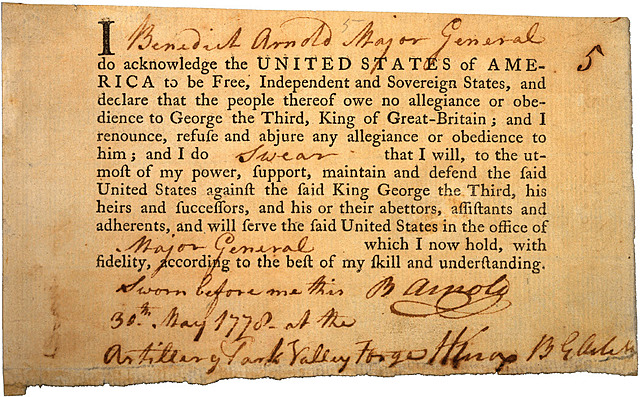 I Benedict Arnold Major General
5
do acknowledge the UNITED STATES of AME-
RICA to be Free, Independent and Sovereign States, and
declare that the people thereof owe no allegiance or obe-
dience to George the Third, King of Great-Britain; and I
renounce, refuſe and abjure any allegiance or obedience to
him; and I do Swear that I will, to the ut-
moſt of my power, ſupport, maintain and defend the ſaid
United States againſt the ſaid King George the Third, his
heirs and ſucceſſors, and his or their abettors, aſſiſtants and
adherents, and will ſerve the ſaid United States in the office of
Major General which I now hold, with
fidelity, according to the beſt of my ſkill and underſtanding.
Sworn before me this B Arnold
30th. May 1778 - at the
Artillery Park Valley Forge HKnox B G Art